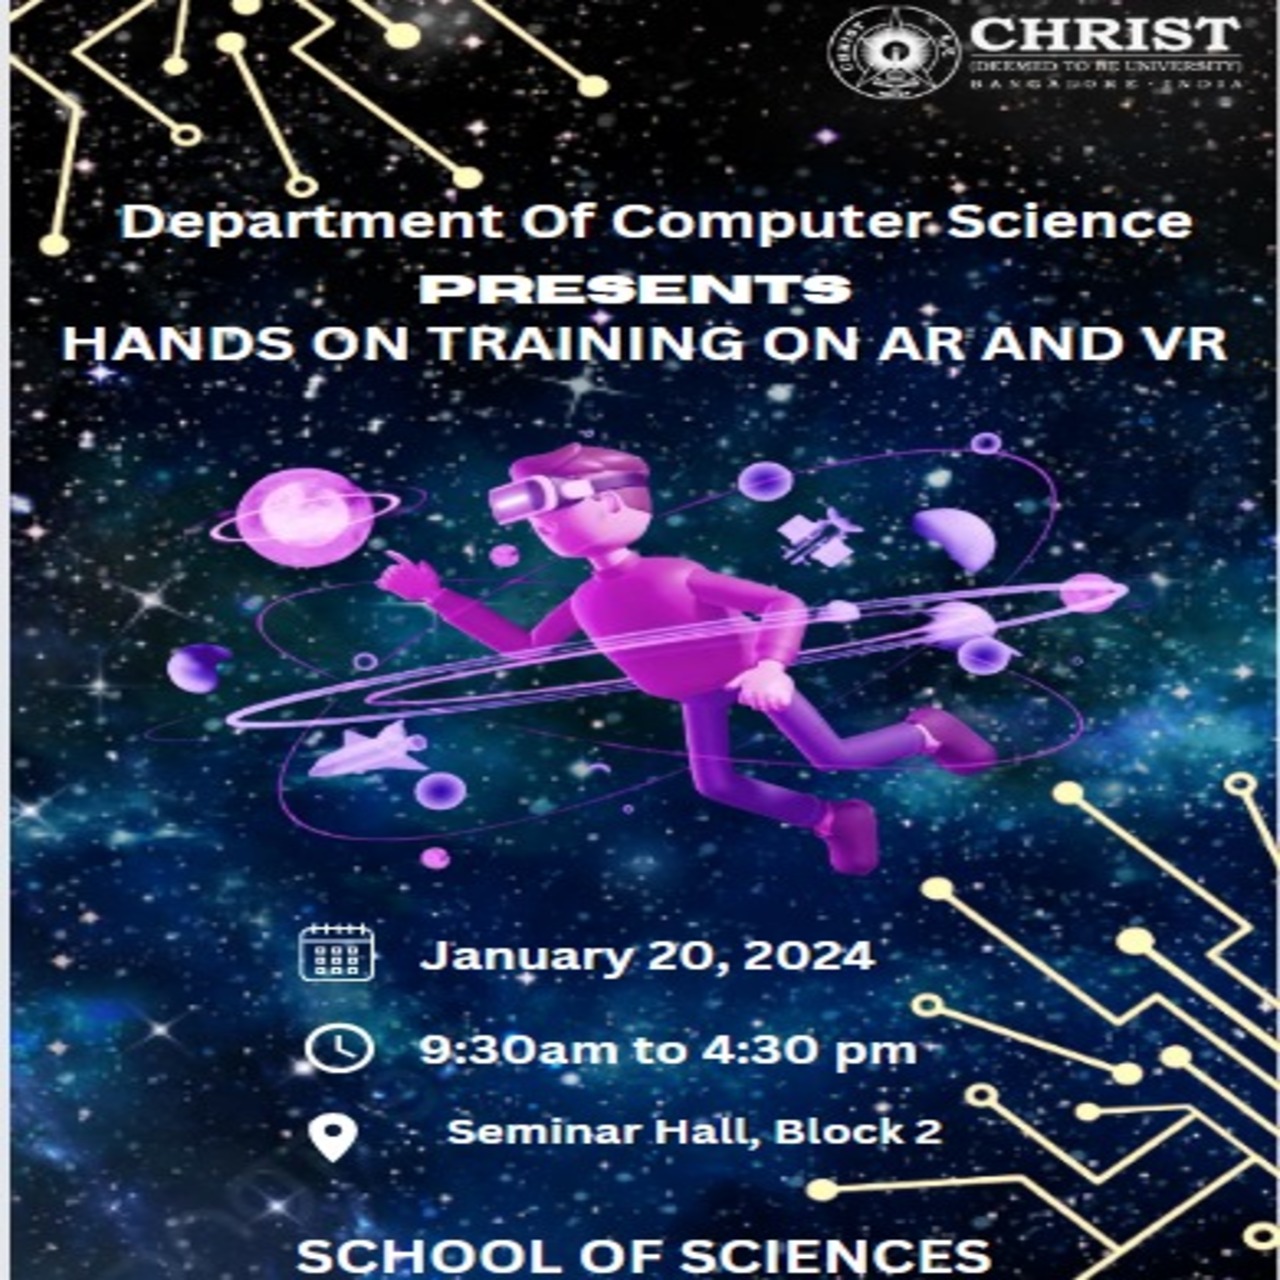 CHRIST
CHRIST
(DEEMED TO BE UNIVERSITY)
BANGALORE · INDIA
Department Of Computer Science
PRESENTS
HANDS ON TRAINING ON AR AND VR
January 20, 2024
9:30am to 4:30 pm
Seminar Hall, Block 2
SCHOOL OF SCIENCES